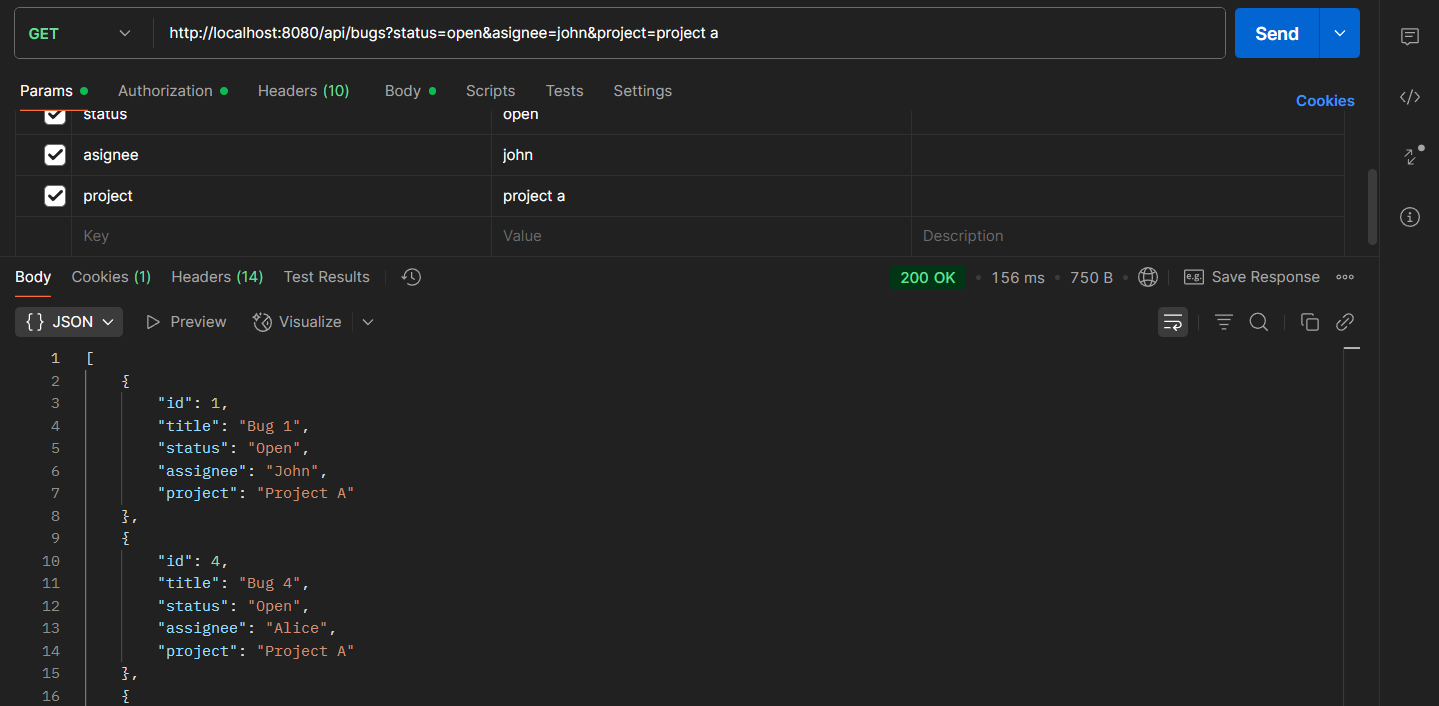 GET http://localhost:8080/api/bugs?status=open&asignee=john&project=project a Send
Params Authorization Headers (10) Body Scripts Tests Settings Cookies
status open
asignee john
project project a
Key Value Description
Body Cookies (1) Headers (14) Test Results 200 OK 156 ms 750 B e.g. Save Response
{} JSON Preview Visualize
1 [
2 {
3 "id": 1,
4 "title": "Bug 1",
5 "status": "Open",
6 "assignee": "John",
7 "project": "Project A"
8 },
9 {
10 "id": 4,
11 "title": "Bug 4",
12 "status": "Open",
13 "assignee": "Alice",
14 "project": "Project A"
15 },
16 {